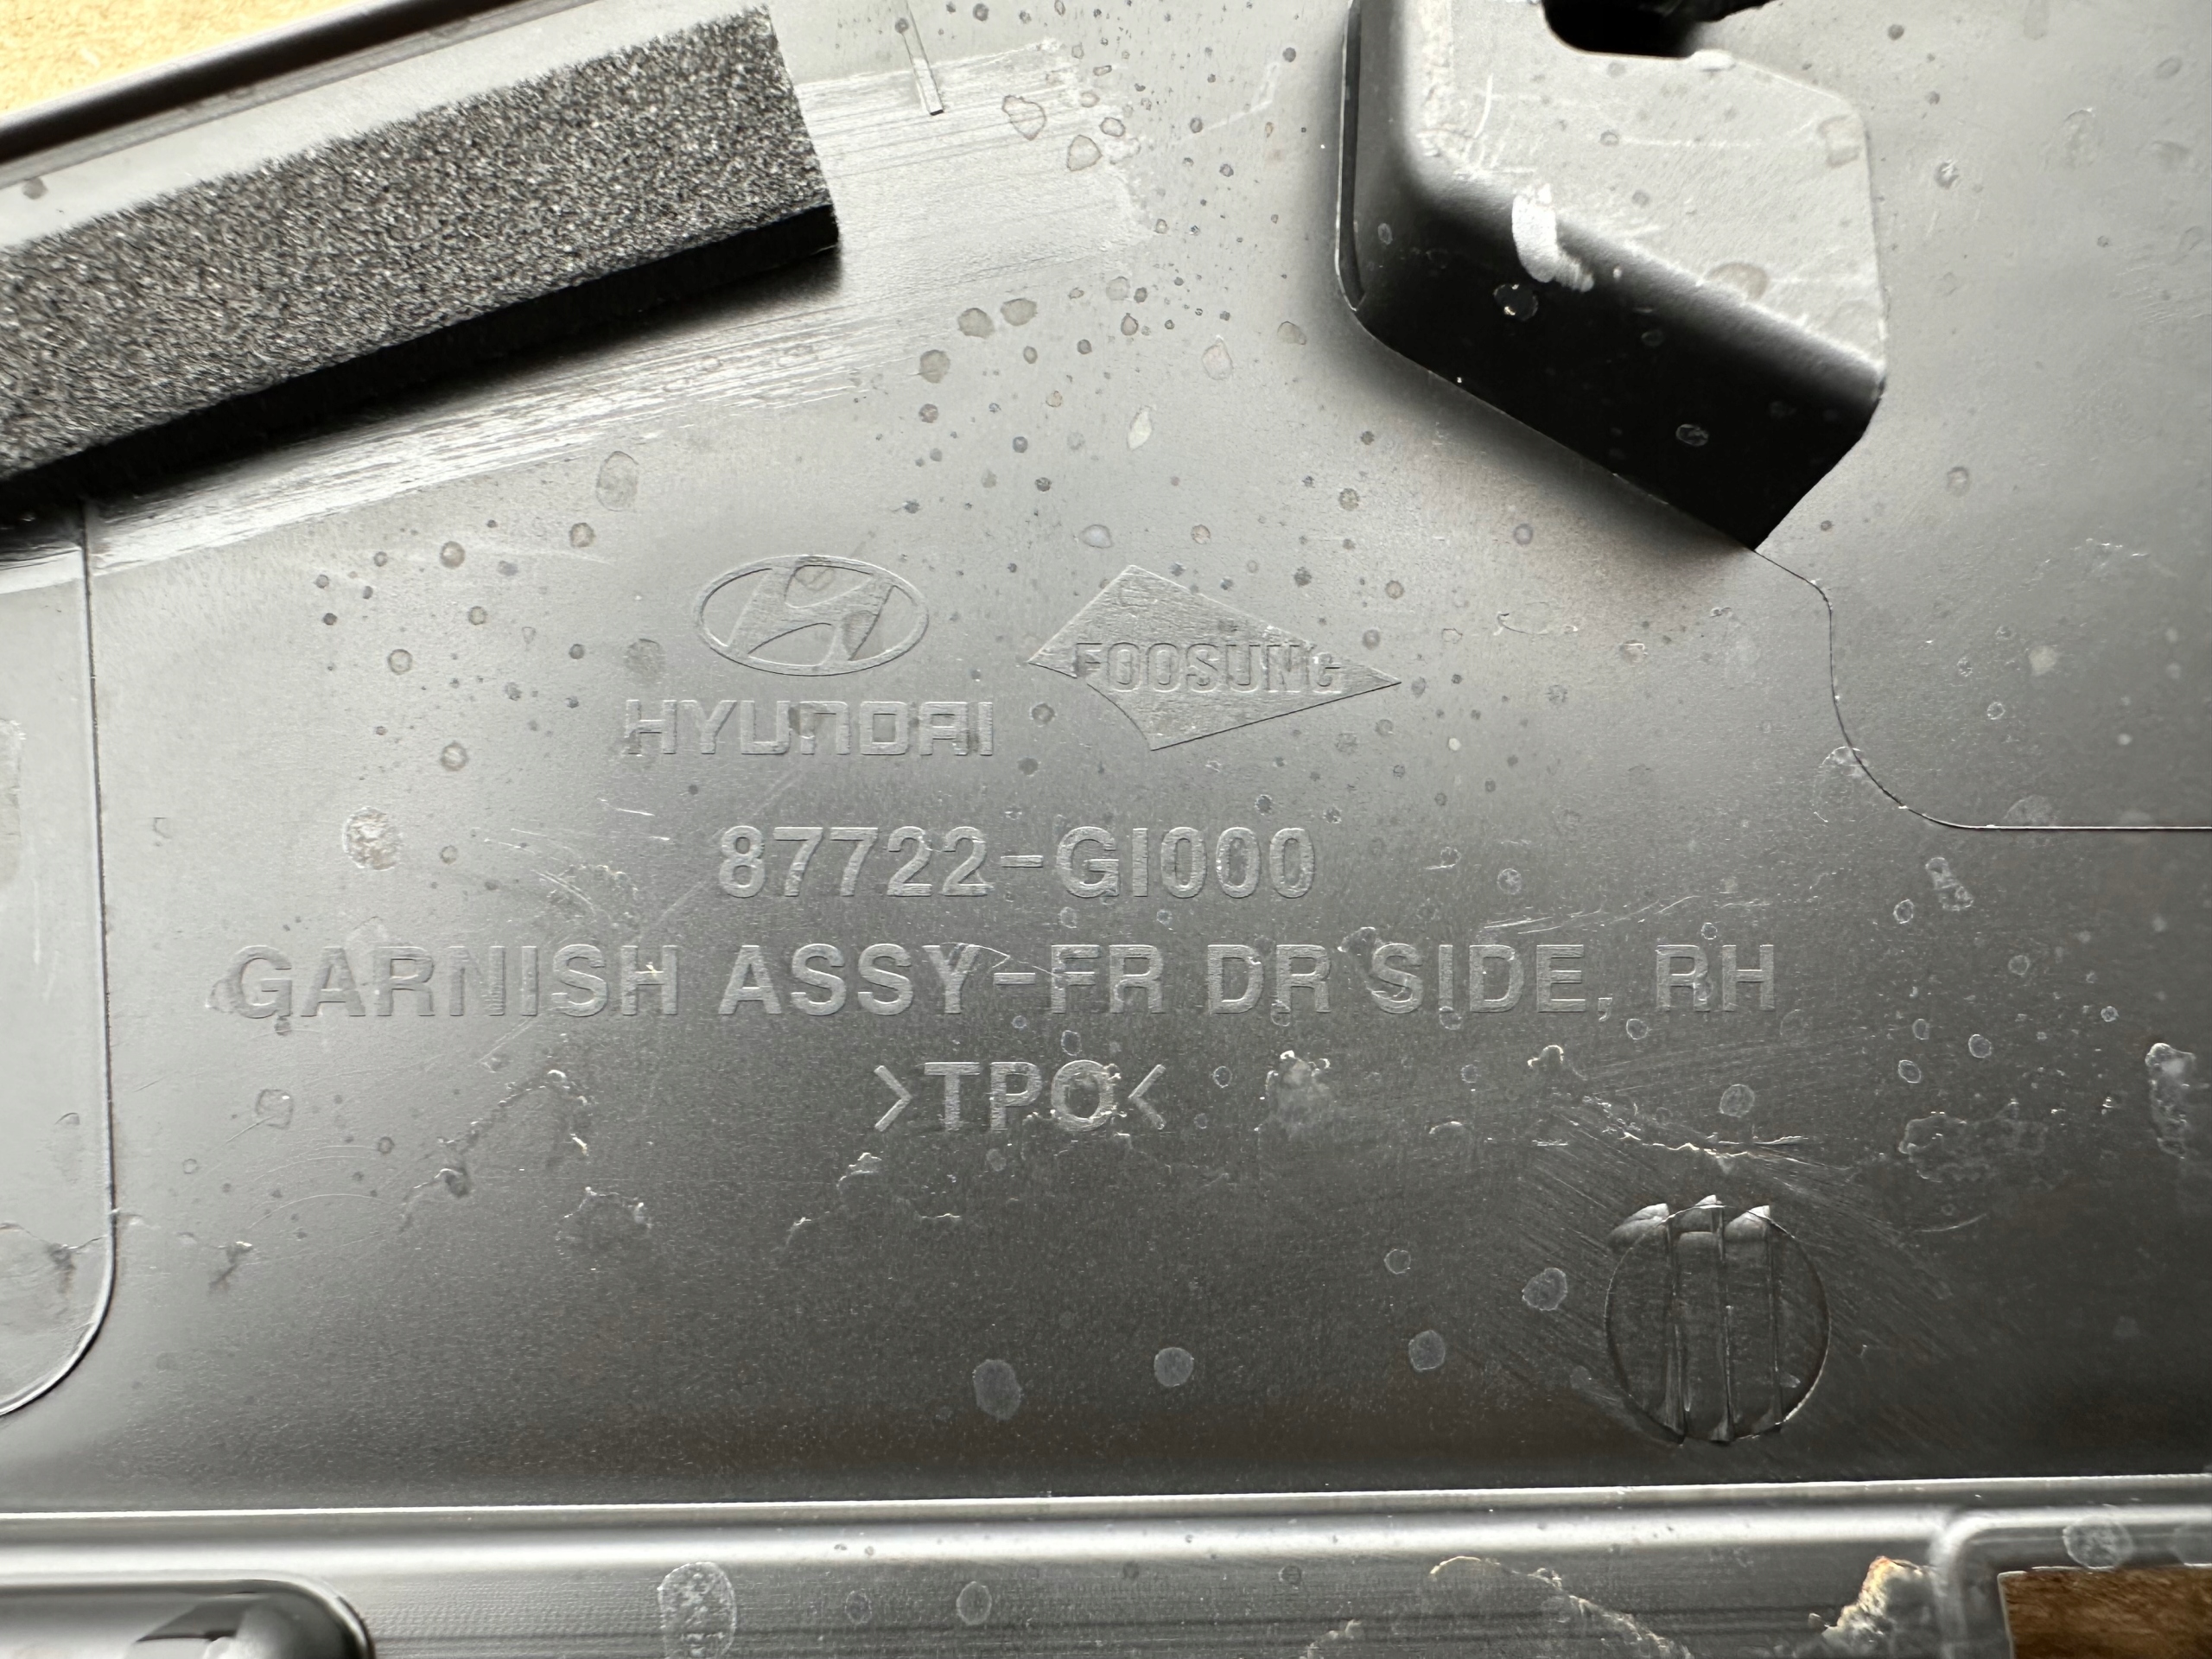 HYUNDAI
FOOSUNG
87722-GI000
GARNISH ASSY-FR DR SIDE, RH
>TPO<